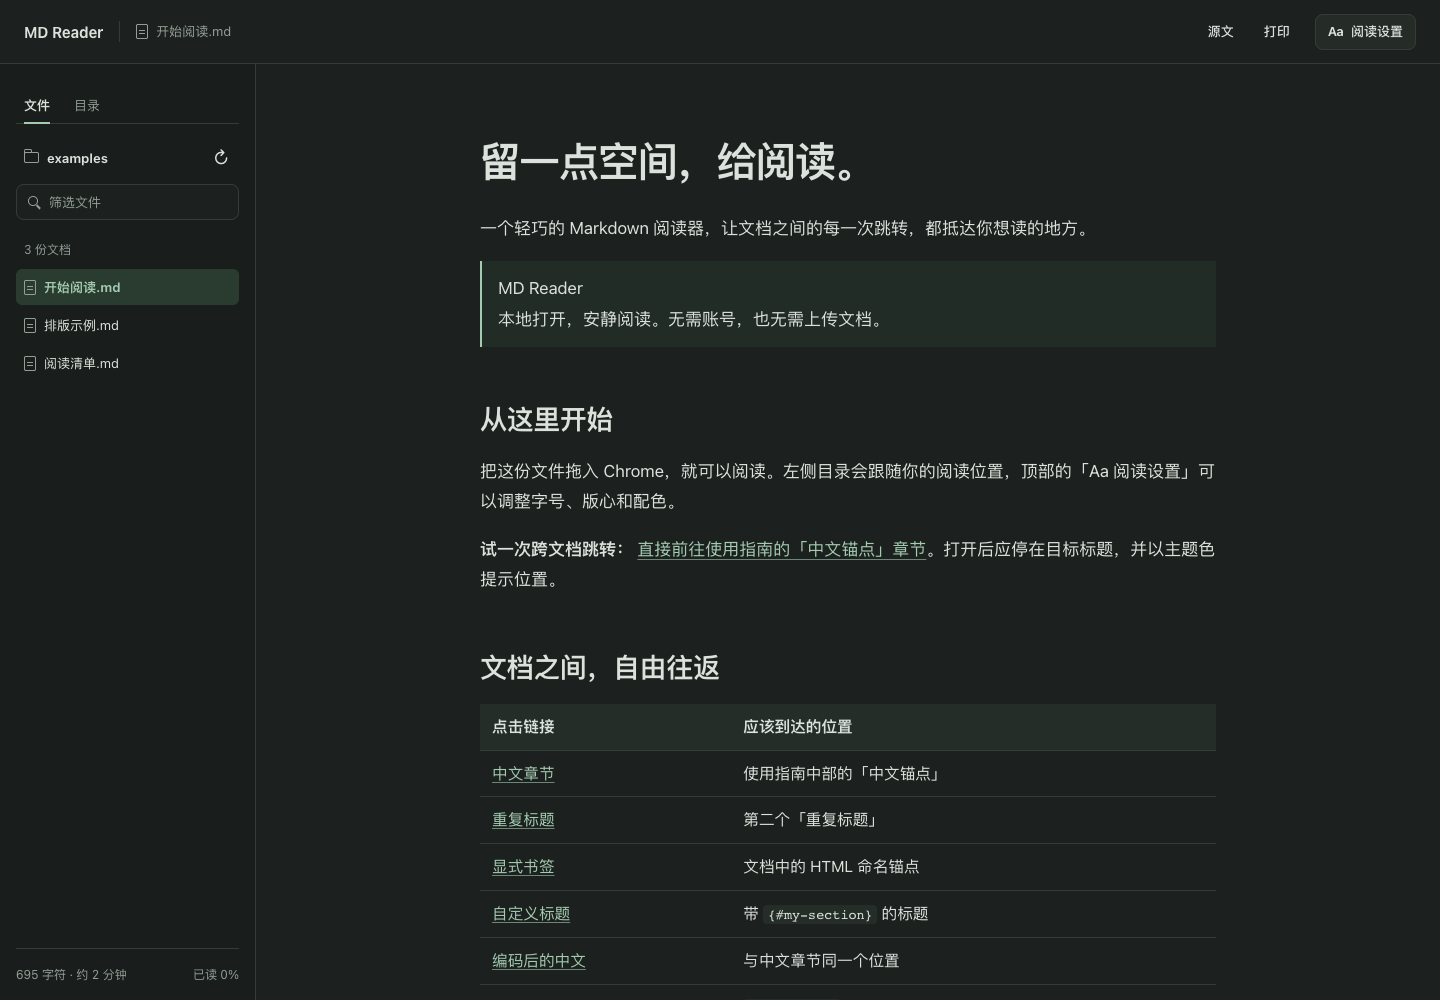 MD Reader
开始阅读.md
源文
打印
Aa 阅读设置
文件
目录
examples
筛选文件
3 份文档
开始阅读.md
排版示例.md
阅读清单.md
695 字符 · 约 2 分钟
已读 0%
留一点空间，给阅读。
一个轻巧的 Markdown 阅读器，让文档之间的每一次跳转，都抵达你想读的地方。
MD Reader
本地打开，安静阅读。无需账号，也无需上传文档。
从这里开始
把这份文件拖入 Chrome，就可以阅读。左侧目录会跟随你的阅读位置，顶部的「Aa 阅读设置」可
以调整字号、版心和配色。
试一次跨文档跳转： 直接前往使用指南的「中文锚点」章节。打开后应停在目标标题，并以主题色
提示位置。
文档之间，自由往返
点击链接 应该到达的位置
中文章节 使用指南中部的「中文锚点」
重复标题 第二个「重复标题」
显式书签 文档中的 HTML 命名锚点
自定义标题 带 {#my-section} 的标题
编码后的中文 与中文章节同一个位置